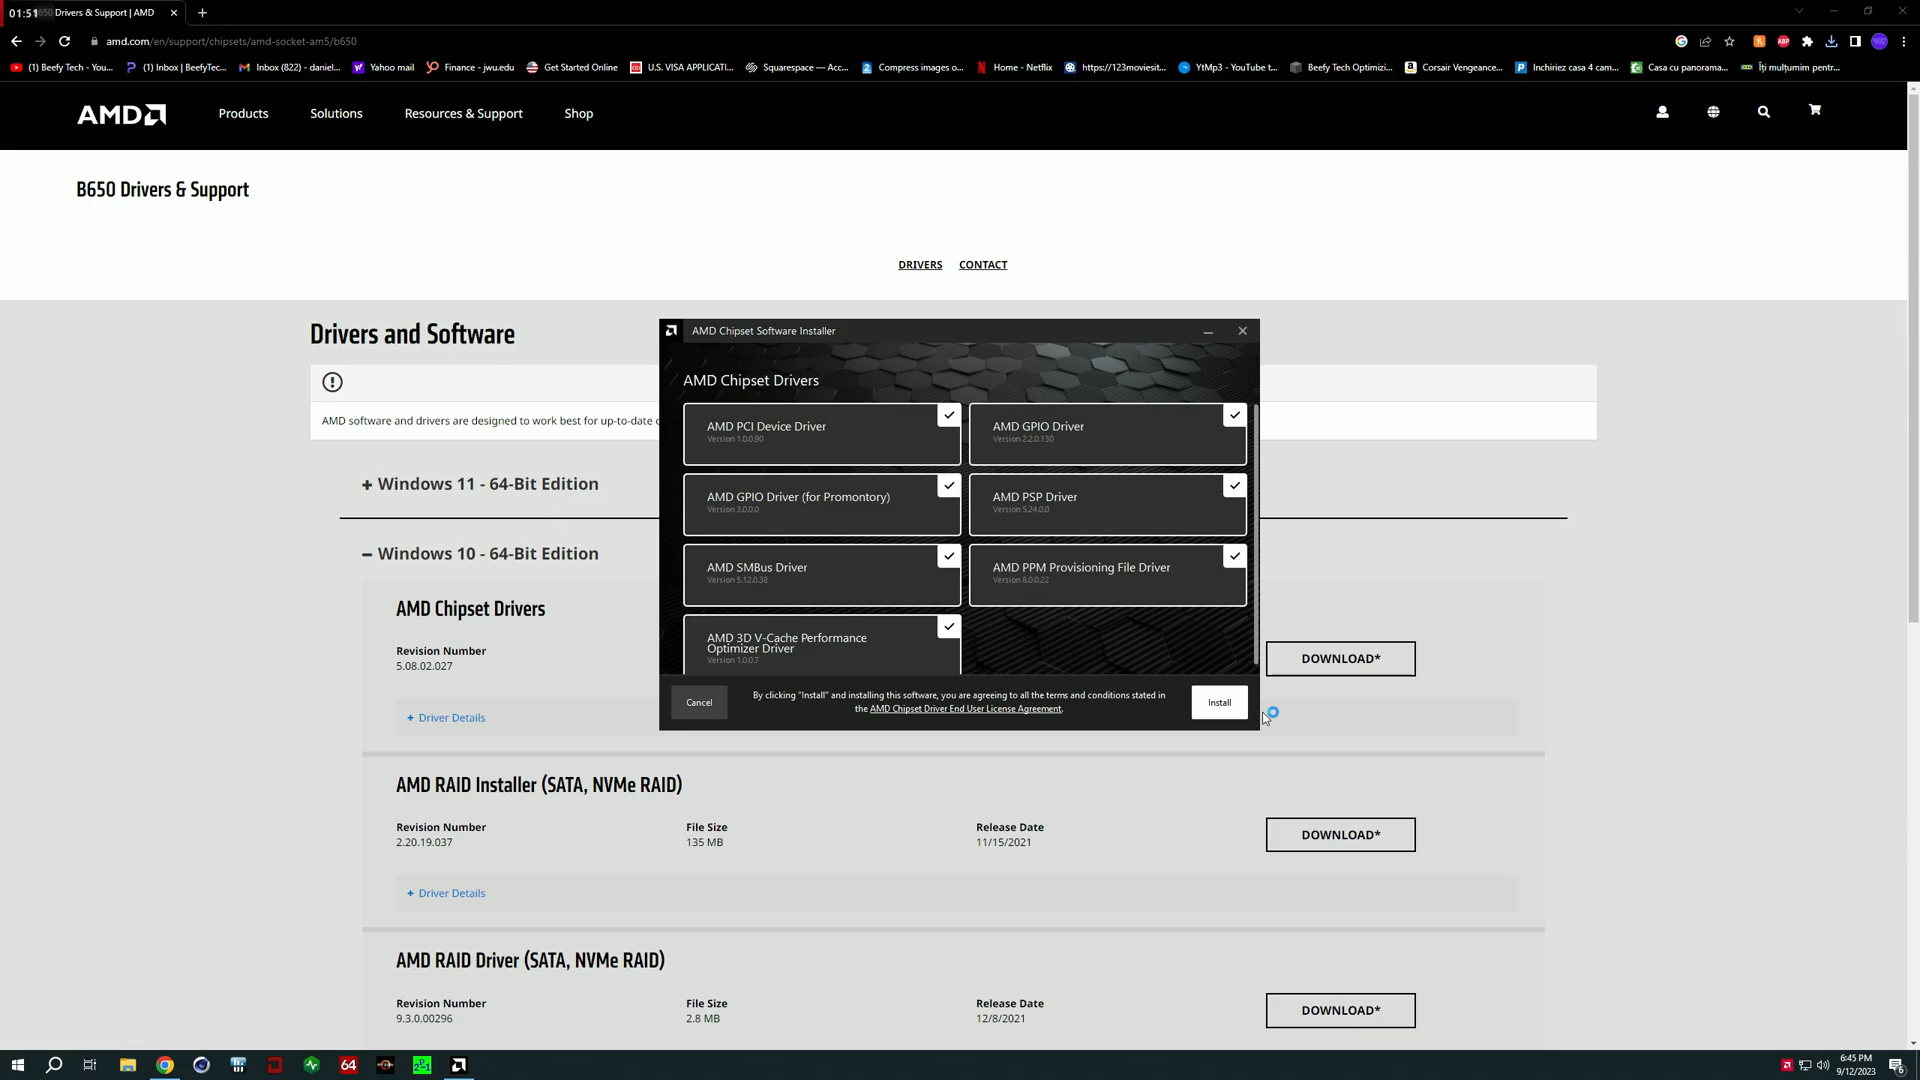 01:51
B650 Drivers & Support | AMD
amd.com/en/support/chipsets/amd-socket-am5/b650
ABP
(1) Beefy Tech - You...
(1) Inbox | BeefyTec...
Inbox (822) - daniel...
Yahoo mail
Finance - jwu.edu
Get Started Online
U.S. VISA APPLICATI...
Squarespace — Acc...
Compress images o...
Home - Netflix
https://123moviesit...
YtMp3 - YouTube t...
Beefy Tech Optimizi...
Corsair Vengeance...
Inchiriez casa 4 cam...
Casa cu panorama...
Îți mulțumim pentr...
AMD
Products
Solutions
Resources & Support
Shop
B650 Drivers & Support
DRIVERS
CONTACT
Drivers and Software
AMD software and drivers are designed to work best for up-to-date
+ Windows 11 - 64-Bit Edition
– Windows 10 - 64-Bit Edition
AMD Chipset Drivers
Revision Number
5.08.02.027
DOWNLOAD*
+ Driver Details
AMD Chipset Software Installer
AMD Chipset Drivers
AMD PCI Device Driver
Version 1.0.0.90
AMD GPIO Driver
Version 2.2.0.130
AMD GPIO Driver (for Promontory)
Version 3.0.0.0
AMD PSP Driver
Version 5.24.0.0
AMD SMBus Driver
Version 5.12.0.38
AMD PPM Provisioning File Driver
Version 8.0.0.22
AMD 3D V-Cache Performance
Optimizer Driver
Version 1.0.0.7
Cancel
By clicking "Install" and installing this software, you are agreeing to all the terms and conditions stated in
the AMD Chipset Driver End User License Agreement.
Install
AMD RAID Installer (SATA, NVMe RAID)
Revision Number
2.20.19.037
File Size
135 MB
Release Date
11/15/2021
DOWNLOAD*
+ Driver Details
AMD RAID Driver (SATA, NVMe RAID)
Revision Number
9.3.0.00296
File Size
2.8 MB
Release Date
12/8/2021
DOWNLOAD*
64
6:45 PM
9/12/2023